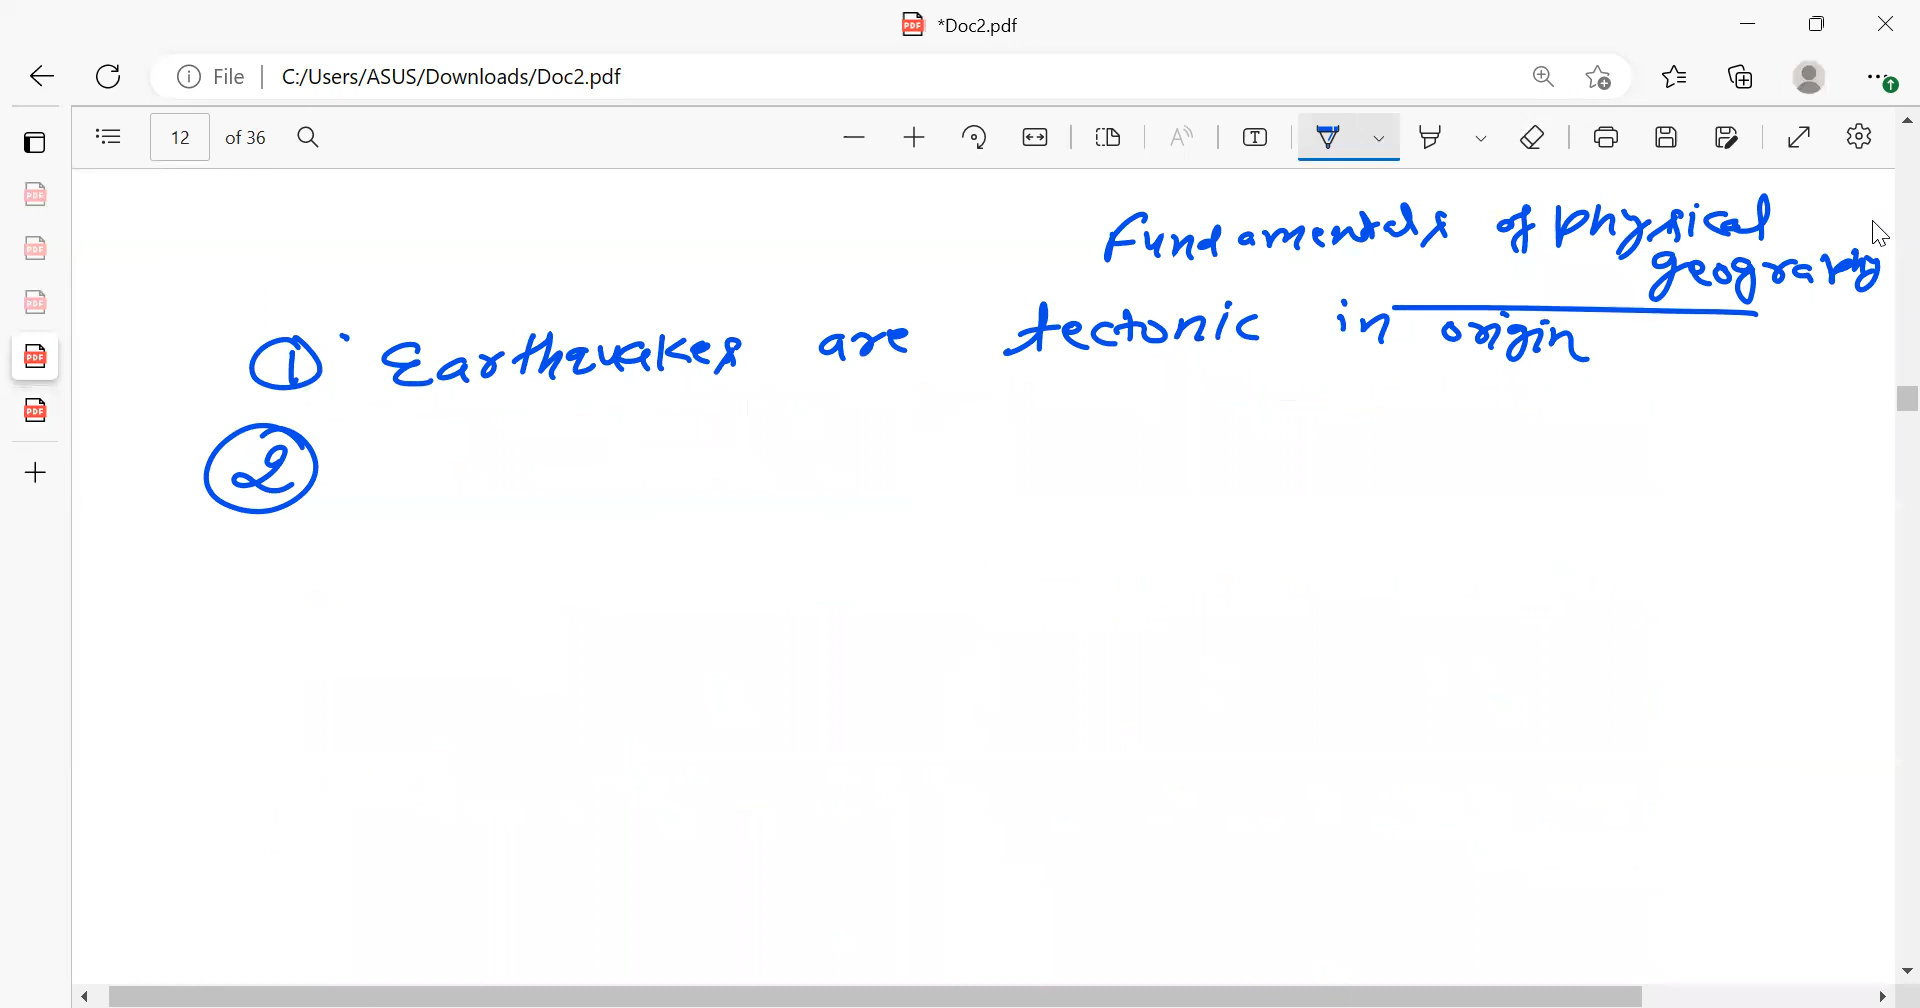 *Doc2.pdf
File C:/Users/ASUS/Downloads/Doc2.pdf
12 of 36
Fundamentals of physical
geography
① Earthquakes are tectonic in origin
②